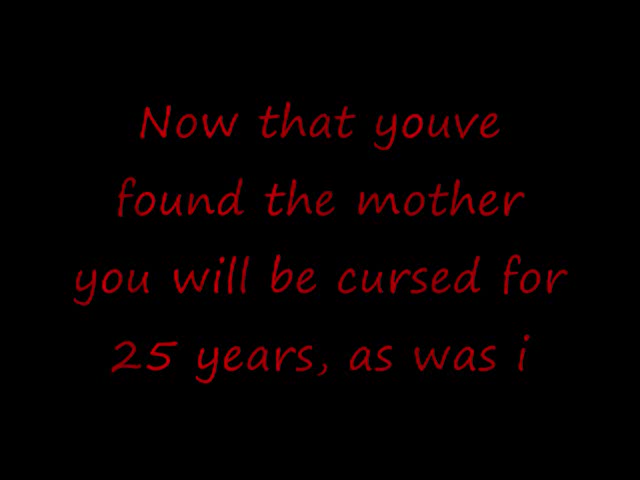 Now that youve
found the mother
you will be cursed for
25 years, as was i